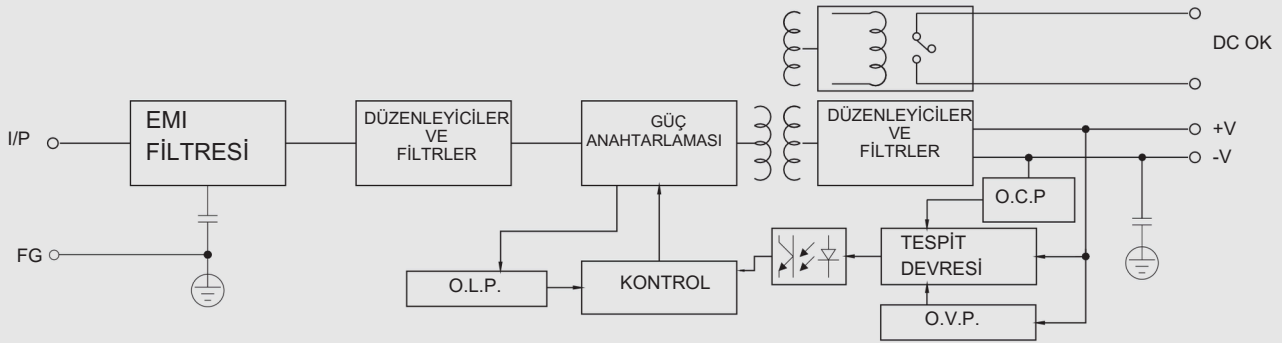 DC OK
I/P
EMI
FİLTRESİ
DÜZENLEYİCİLER
VE
FİLTRLER
GÜÇ
ANAHTARLAMASI
DÜZENLEYİCİLER
VE
FİLTRLER
+V
-V
O.C.P
FG
O.L.P.
KONTROL
TESPİT
DEVRESİ
O.V.P.